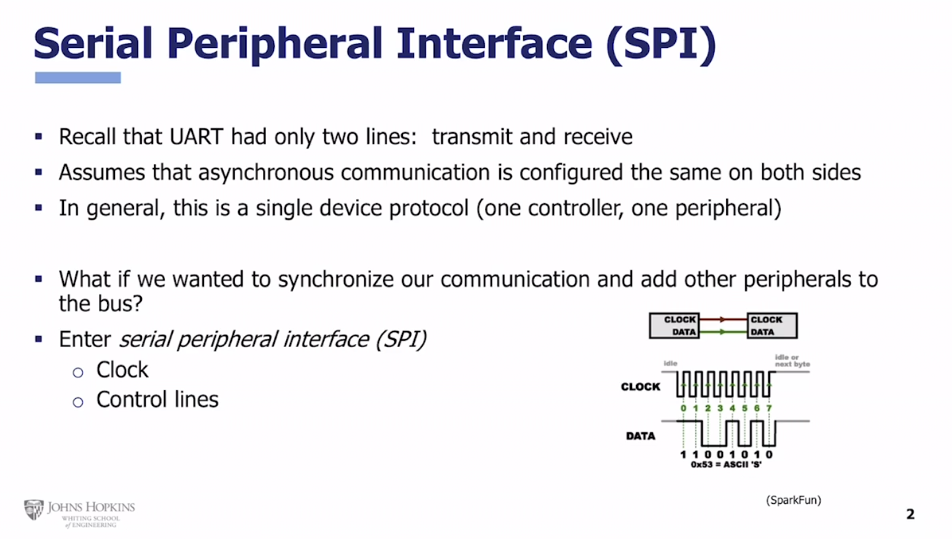 Serial Peripheral Interface (SPI)
▪ Recall that UART had only two lines:  transmit and receive
▪ Assumes that asynchronous communication is configured the same on both sides
▪ In general, this is a single device protocol (one controller, one peripheral)
▪ What if we wanted to synchronize our communication and add other peripherals to
the bus?
▪ Enter serial peripheral interface (SPI)
○ Clock
○ Control lines
CLOCK CLOCK
DATA DATA
idle
idle or
next byte
CLOCK
0 1 2 3 4 5 6 7
DATA
1 1 0 0 1 0 1 0
0x53 = ASCII 'S'
(SparkFun)
JOHNS HOPKINS
WHITING SCHOOL
of ENGINEERING
2